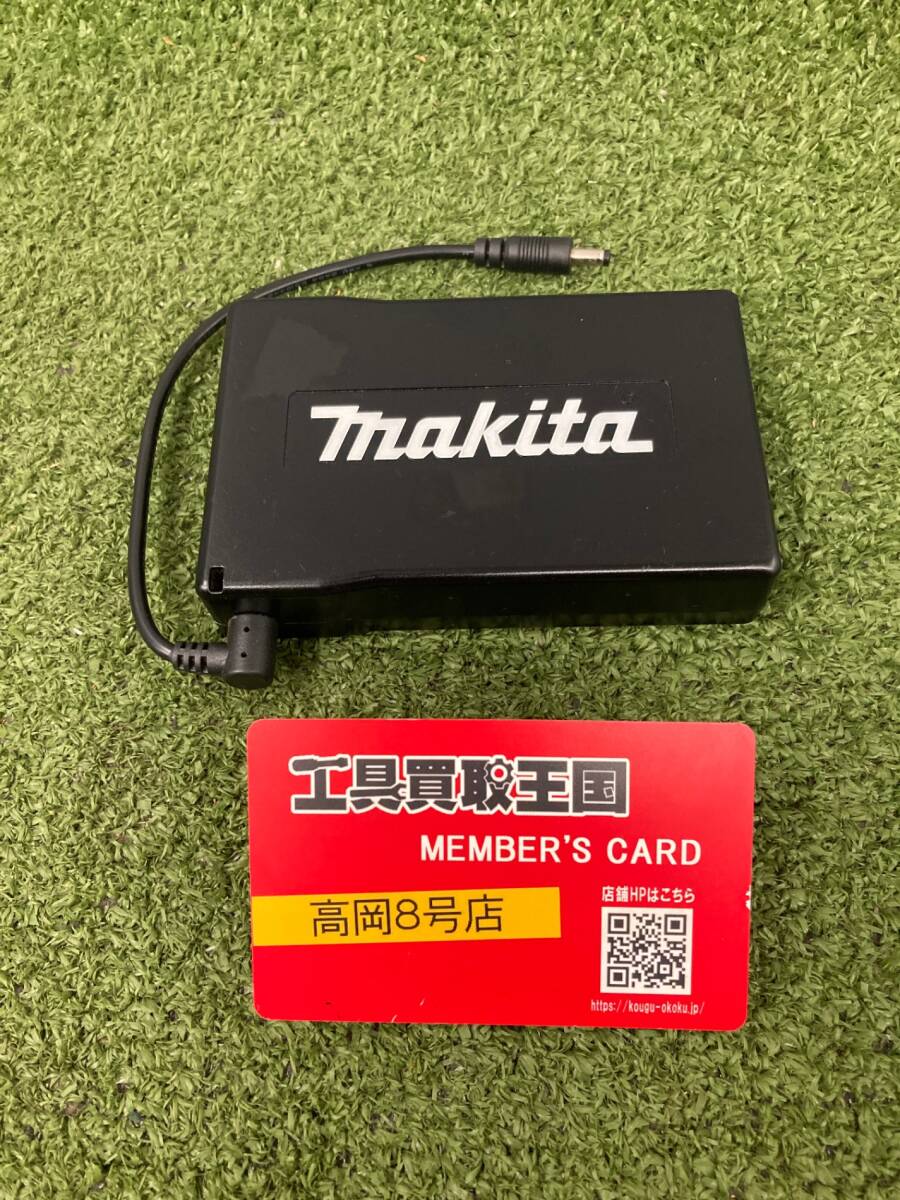 makita
工具買取王国
MEMBER'S CARD
高岡8号店
店舗HPはこちら
https://kougu-okoku.jp/